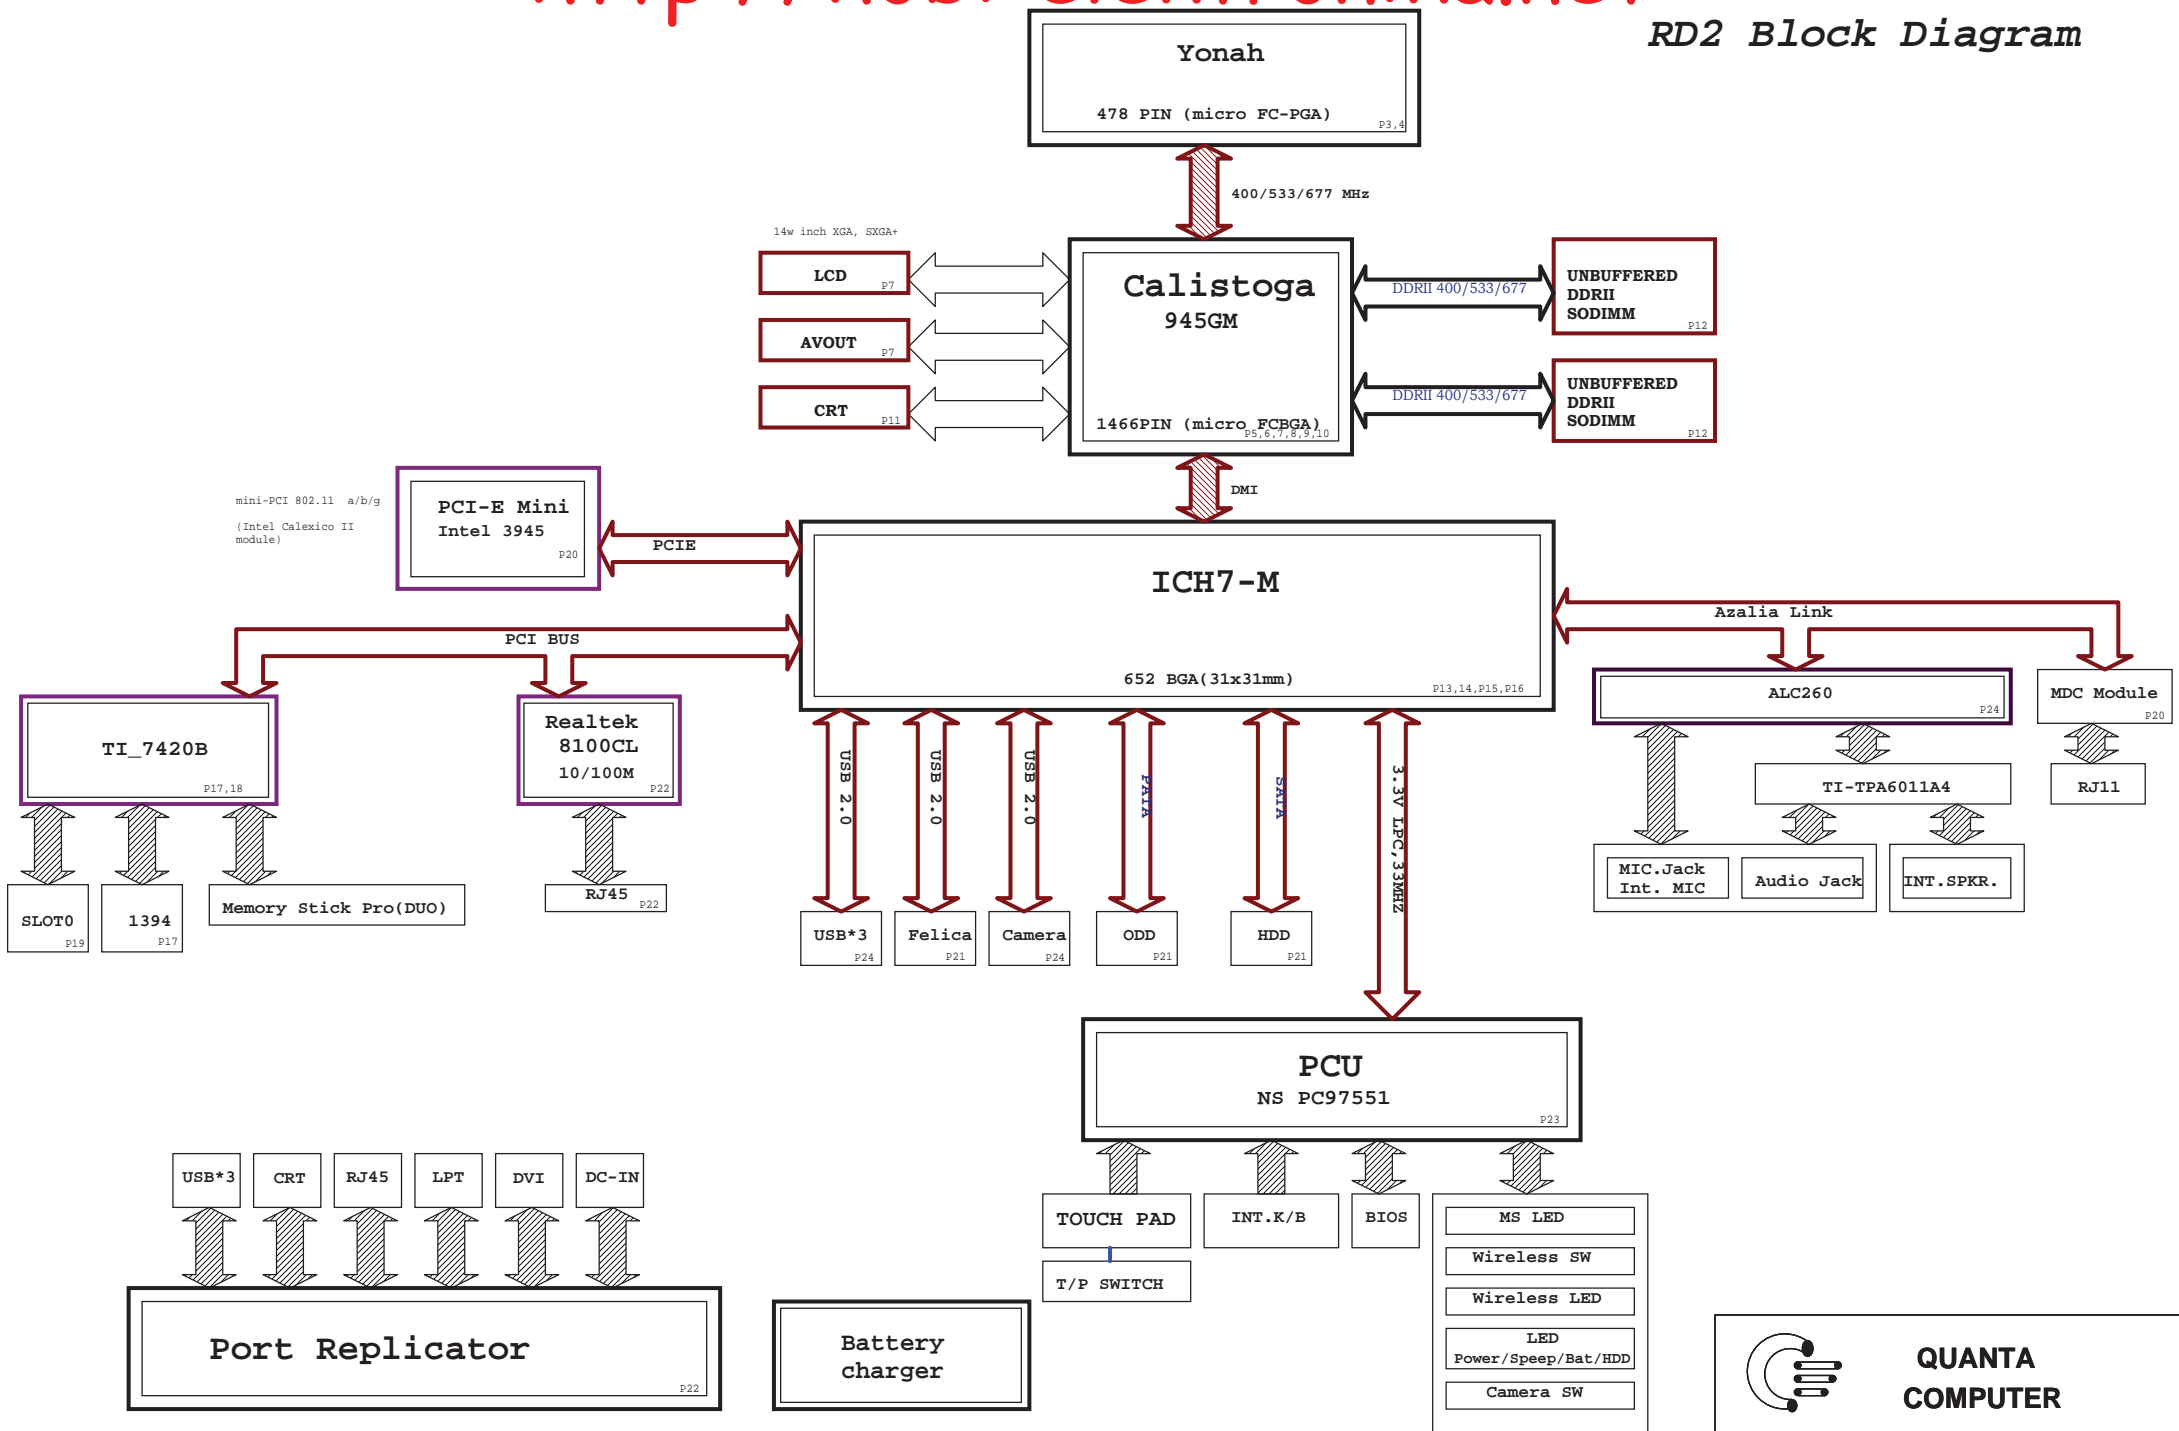 RD2 Block Diagram
Yonah
478 PIN (micro FC-PGA)
P3,4
400/533/677 MHz
14w inch XGA, SXGA+
LCD
P7
AVOUT
P7
CRT
P11
Calistoga
945GM
1466PIN (micro FCBGA)
P5,6,7,8,9,10
DDRII 400/533/677
UNBUFFERED
DDRII
SODIMM
P12
DDRII 400/533/677
UNBUFFERED
DDRII
SODIMM
P12
DMI
mini-PCI 802.11 a/b/g
(Intel Calexico II
module)
PCI-E Mini
Intel 3945
P20
PCIE
ICH7-M
652 BGA(31x31mm)
P13,14,P15,P16
PCI BUS
Azalia Link
TI_7420B
P17,18
Realtek
8100CL
10/100M
P22
ALC260
P24
MDC Module
P20
TI-TPA6011A4
RJ11
MIC.Jack
Int. MIC
Audio Jack
INT.SPKR.
SLOT0
P19
1394
P17
Memory Stick Pro(DUO)
RJ45
P22
USB 2.0
USB 2.0
USB 2.0
PATA
SATA
3.3V LPC,33MHZ
USB*3
P24
Felica
P21
Camera
P24
ODD
P21
HDD
P21
PCU
NS PC97551
P23
TOUCH PAD
T/P SWITCH
INT.K/B
BIOS
MS LED
Wireless SW
Wireless LED
LED
Power/Speep/Bat/HDD
Camera SW
USB*3
CRT
RJ45
LPT
DVI
DC-IN
Port Replicator
P22
Battery
charger
QUANTA
COMPUTER